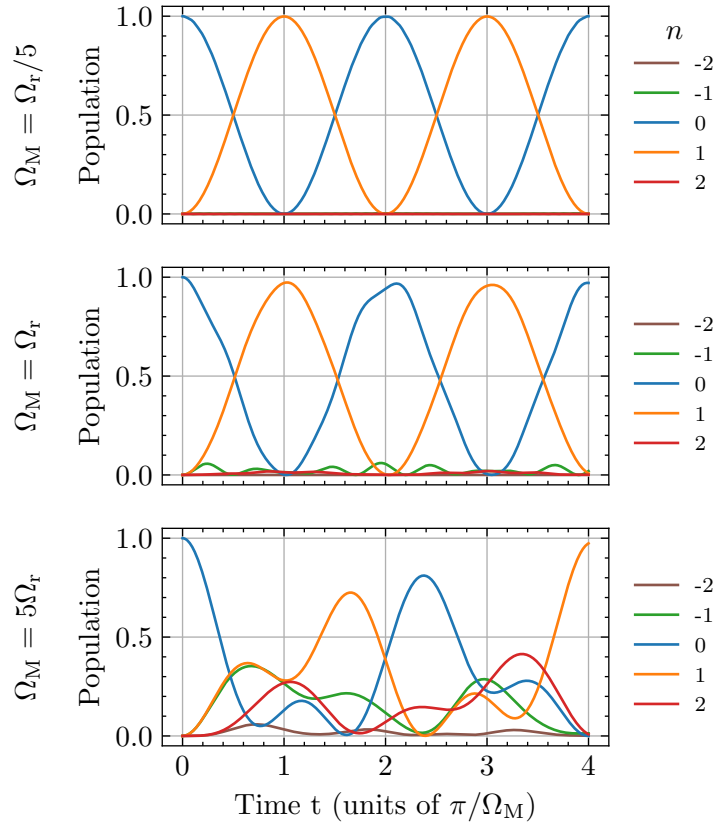 Ω_M = Ω_r/5
Population
1.0
0.5
0.0
n
-2
-1
0
1
2
Ω_M = Ω_r
Population
1.0
0.5
0.0
-2
-1
0
1
2
Ω_M = 5Ω_r
Population
1.0
0.5
0.0
-2
-1
0
1
2
0 1 2 3 4
Time t (units of π/Ω_M)